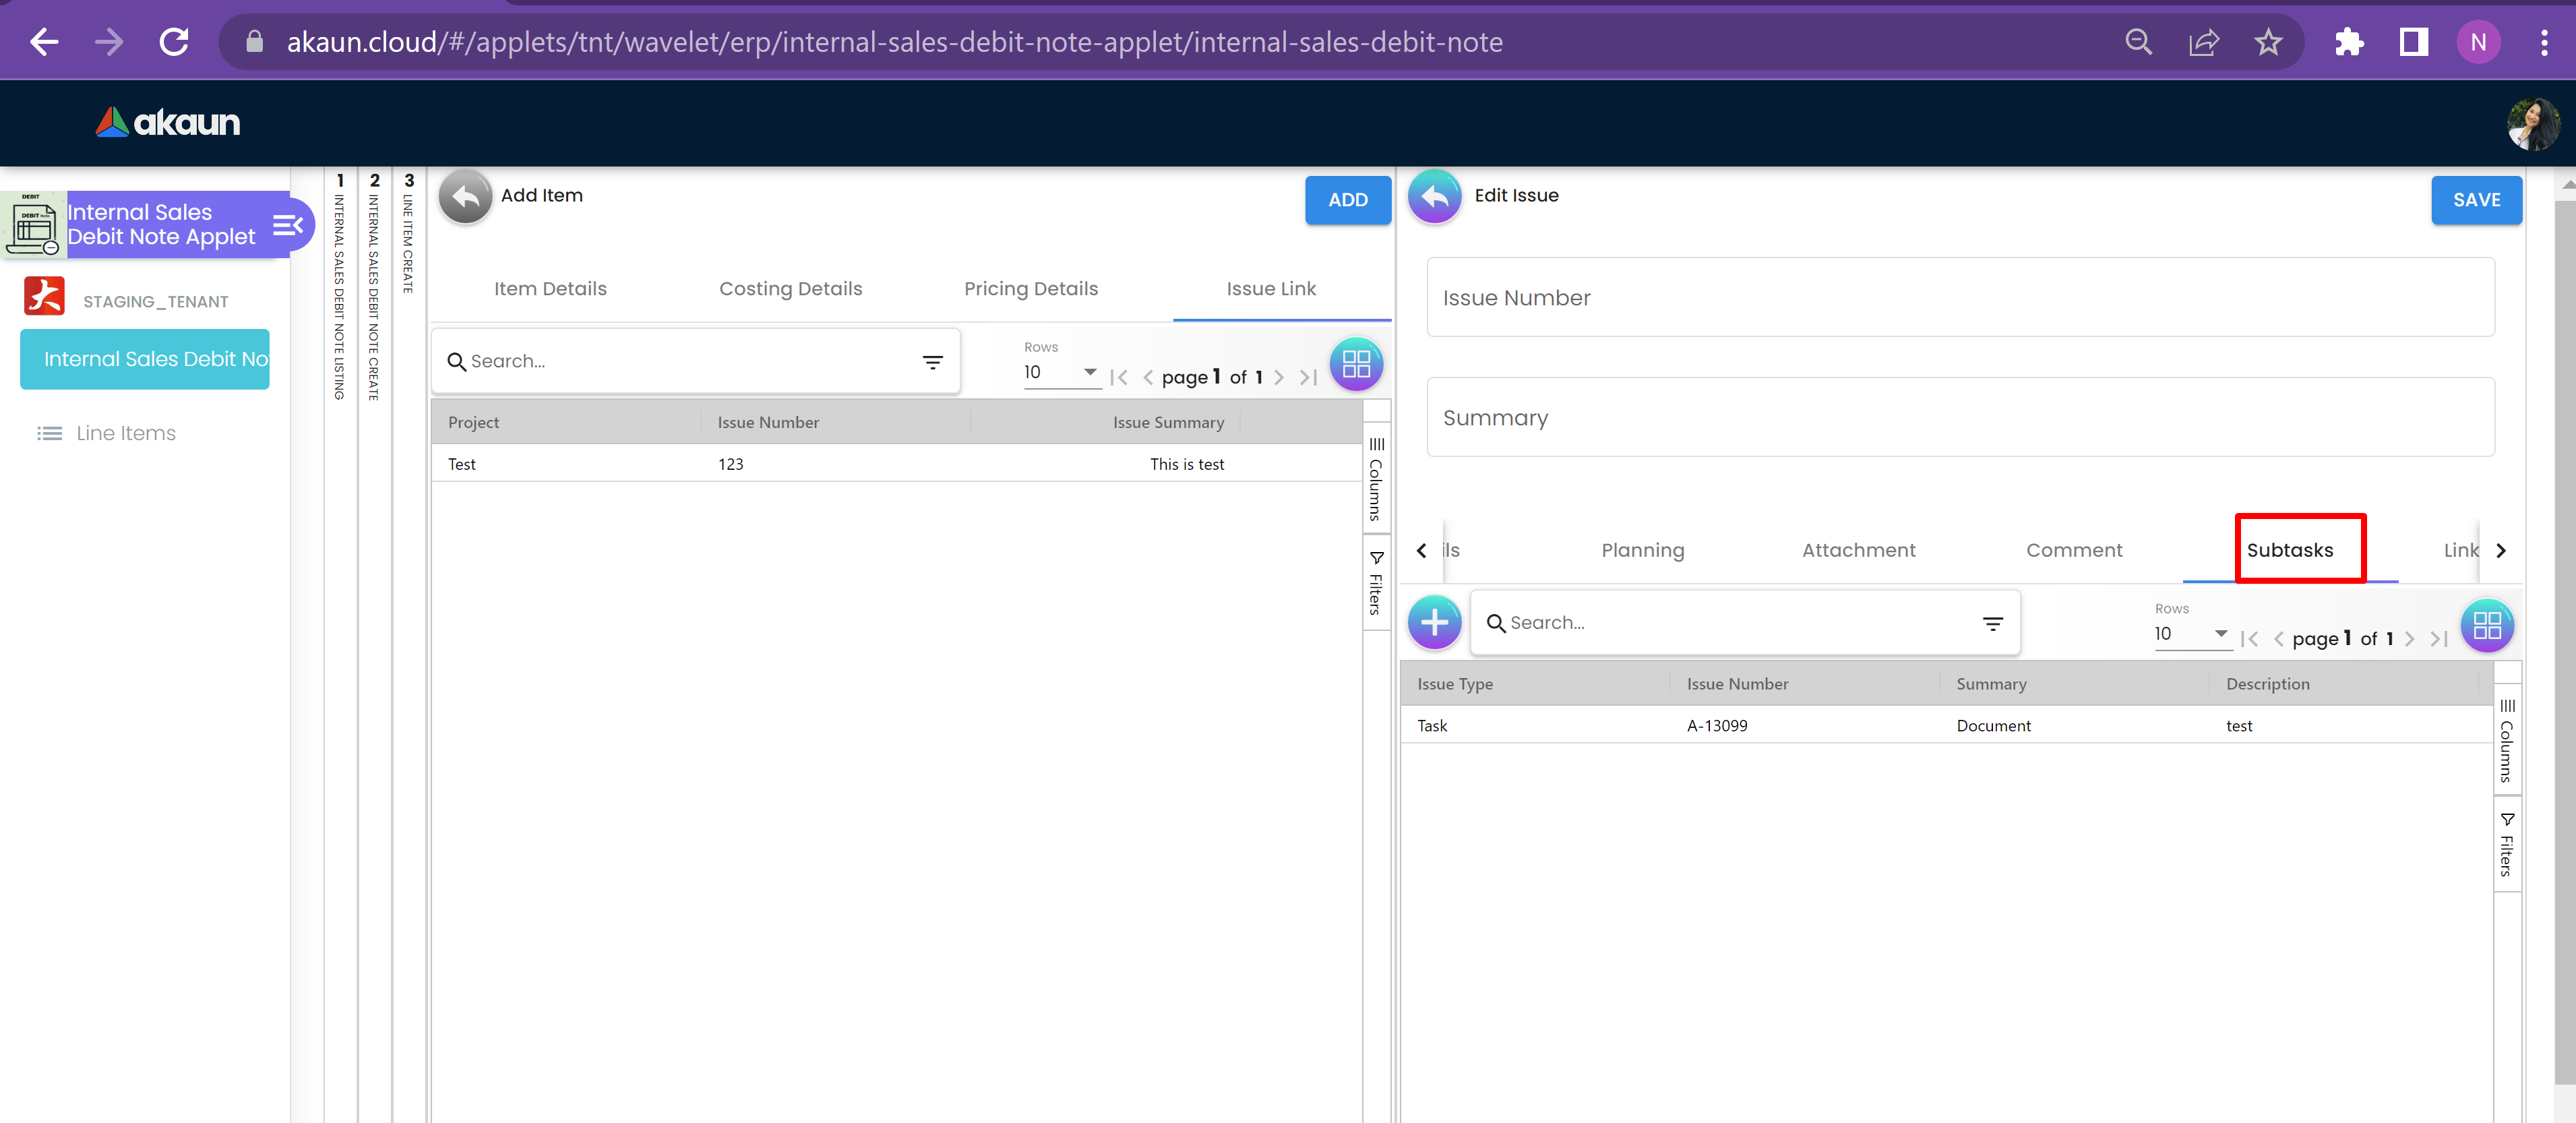 akaun.cloud/#/applets/tnt/wavelet/erp/internal-sales-debit-note-applet/internal-sales-debit-note
N
akaun
DEBIT
DEBIT Note
Internal Sales
Debit Note Applet
STAGING_TENANT
Internal Sales Debit No
Line Items
1 INTERNAL SALES DEBIT NOTE LISTING
2 INTERNAL SALES DEBIT NOTE CREATE
3 LINE ITEM CREATE
Add Item
ADD
Item Details Costing Details Pricing Details Issue Link
Search...
Rows
10
page 1 of 1
Project Issue Number Issue Summary
Test 123 This is test
Columns
Filters
Edit Issue
SAVE
Issue Number
Summary
ils Planning Attachment Comment Subtasks Link
Search...
Rows
10
page 1 of 1
Issue Type Issue Number Summary Description
Task A-13099 Document test
Columns
Filters